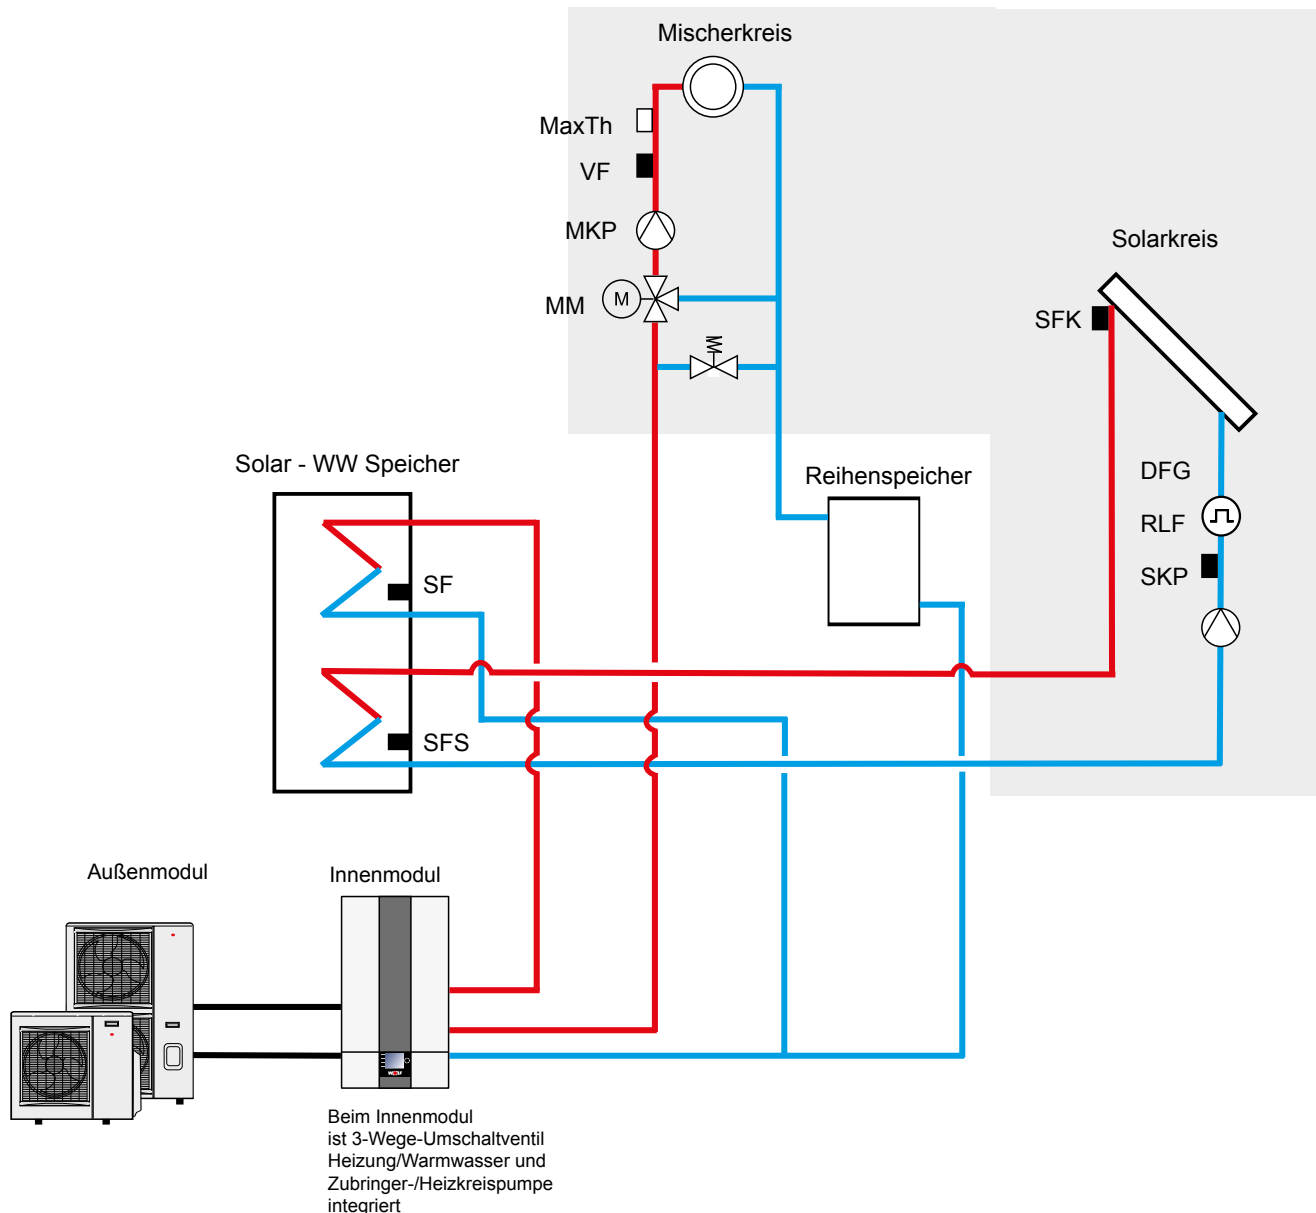 Mischerkreis
MaxTh
VF
MKP
Solarkreis
MM
M
SFK
Solar - WW Speicher
Reihenspeicher
DFG
RLF
SF
SKP
SFS
Außenmodul
Innenmodul
WOLF
Beim Innenmodul
ist 3-Wege-Umschaltventil
Heizung/Warmwasser und
Zubringer-/Heizkreispumpe
integriert